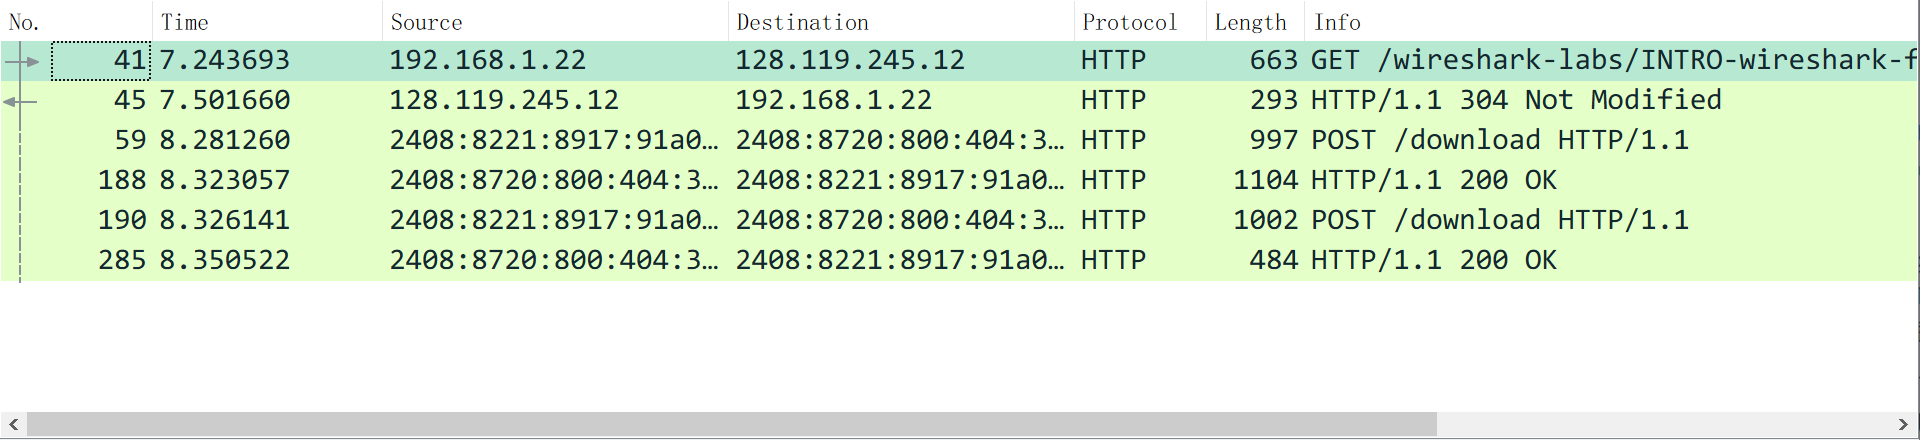 No. Time Source Destination Protocol Length Info
41 7.243693 192.168.1.22 128.119.245.12 HTTP 663 GET /wireshark-labs/INTRO-wireshark-f
45 7.501660 128.119.245.12 192.168.1.22 HTTP 293 HTTP/1.1 304 Not Modified
59 8.281260 2408:8221:8917:91a0… 2408:8720:800:404:3… HTTP 997 POST /download HTTP/1.1
188 8.323057 2408:8720:800:404:3… 2408:8221:8917:91a0… HTTP 1104 HTTP/1.1 200 OK
190 8.326141 2408:8221:8917:91a0… 2408:8720:800:404:3… HTTP 1002 POST /download HTTP/1.1
285 8.350522 2408:8720:800:404:3… 2408:8221:8917:91a0… HTTP 484 HTTP/1.1 200 OK